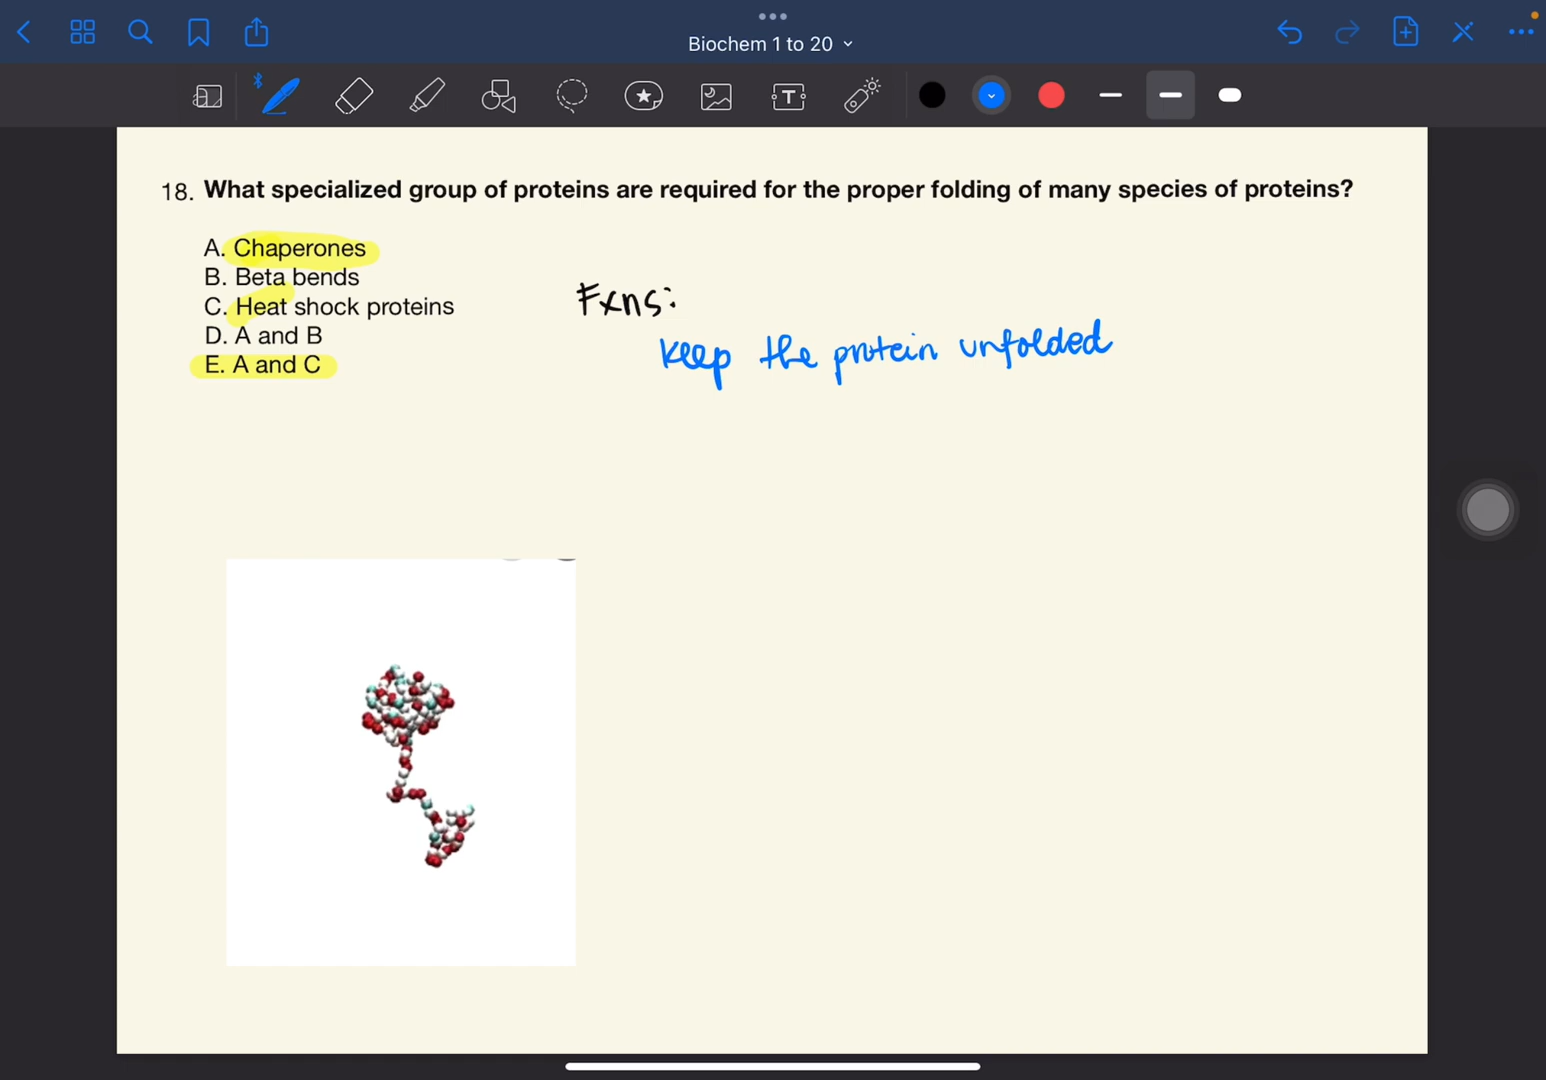 Biochem 1 to 20
T
18. What specialized group of proteins are required for the proper folding of many species of proteins?
A. Chaperones
B. Beta bends
C. Heat shock proteins
D. A and B
E. A and C
Fxns:
keep the protein unfolded